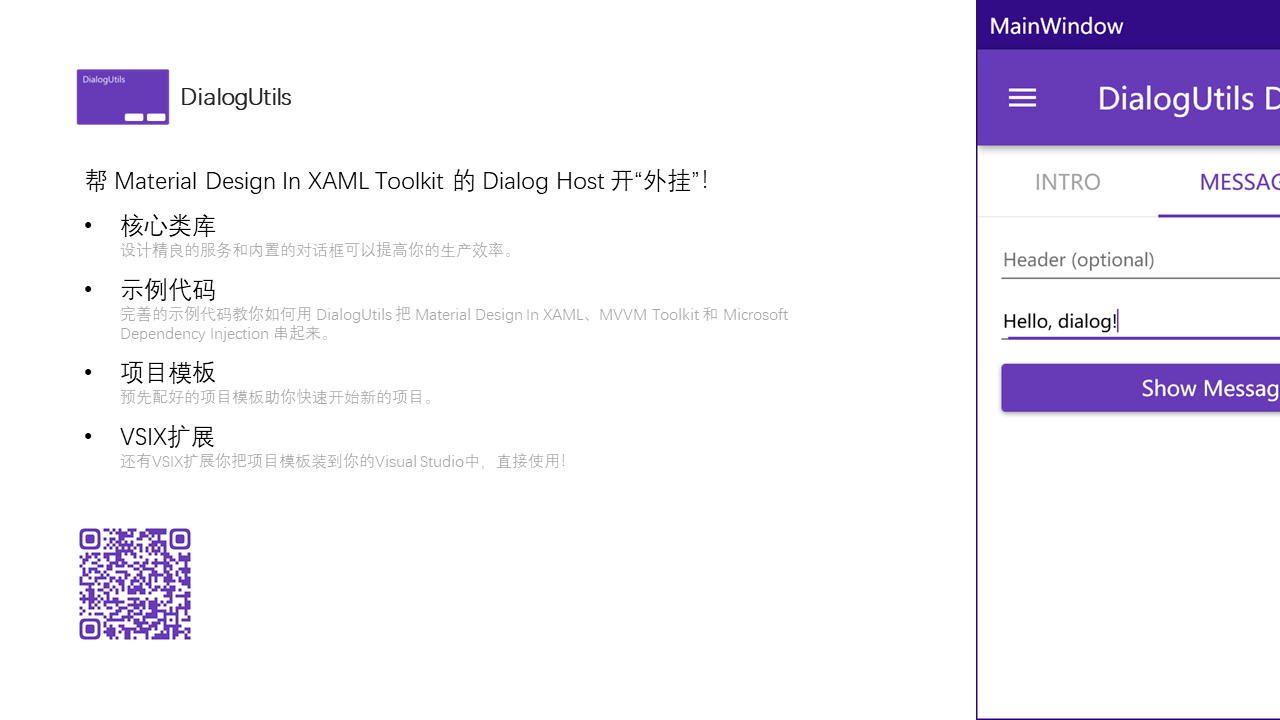 DialogUtils
DialogUtils
帮 Material Design In XAML Toolkit 的 Dialog Host 开“外挂”!
• 核心类库
设计精良的服务和内置的对话框可以提高你的生产效率。
• 示例代码
完善的示例代码教你如何用 DialogUtils 把 Material Design In XAML、MVVM Toolkit 和 Microsoft
Dependency Injection 串起来。
• 项目模板
预先配好的项目模板助你快速开始新的项目。
• VSIX扩展
还有VSIX扩展你把项目模板装到你的Visual Studio中，直接使用!
MainWindow
DialogUtils D
INTRO
MESSAG
Header (optional)
Hello, dialog!
Show Messag